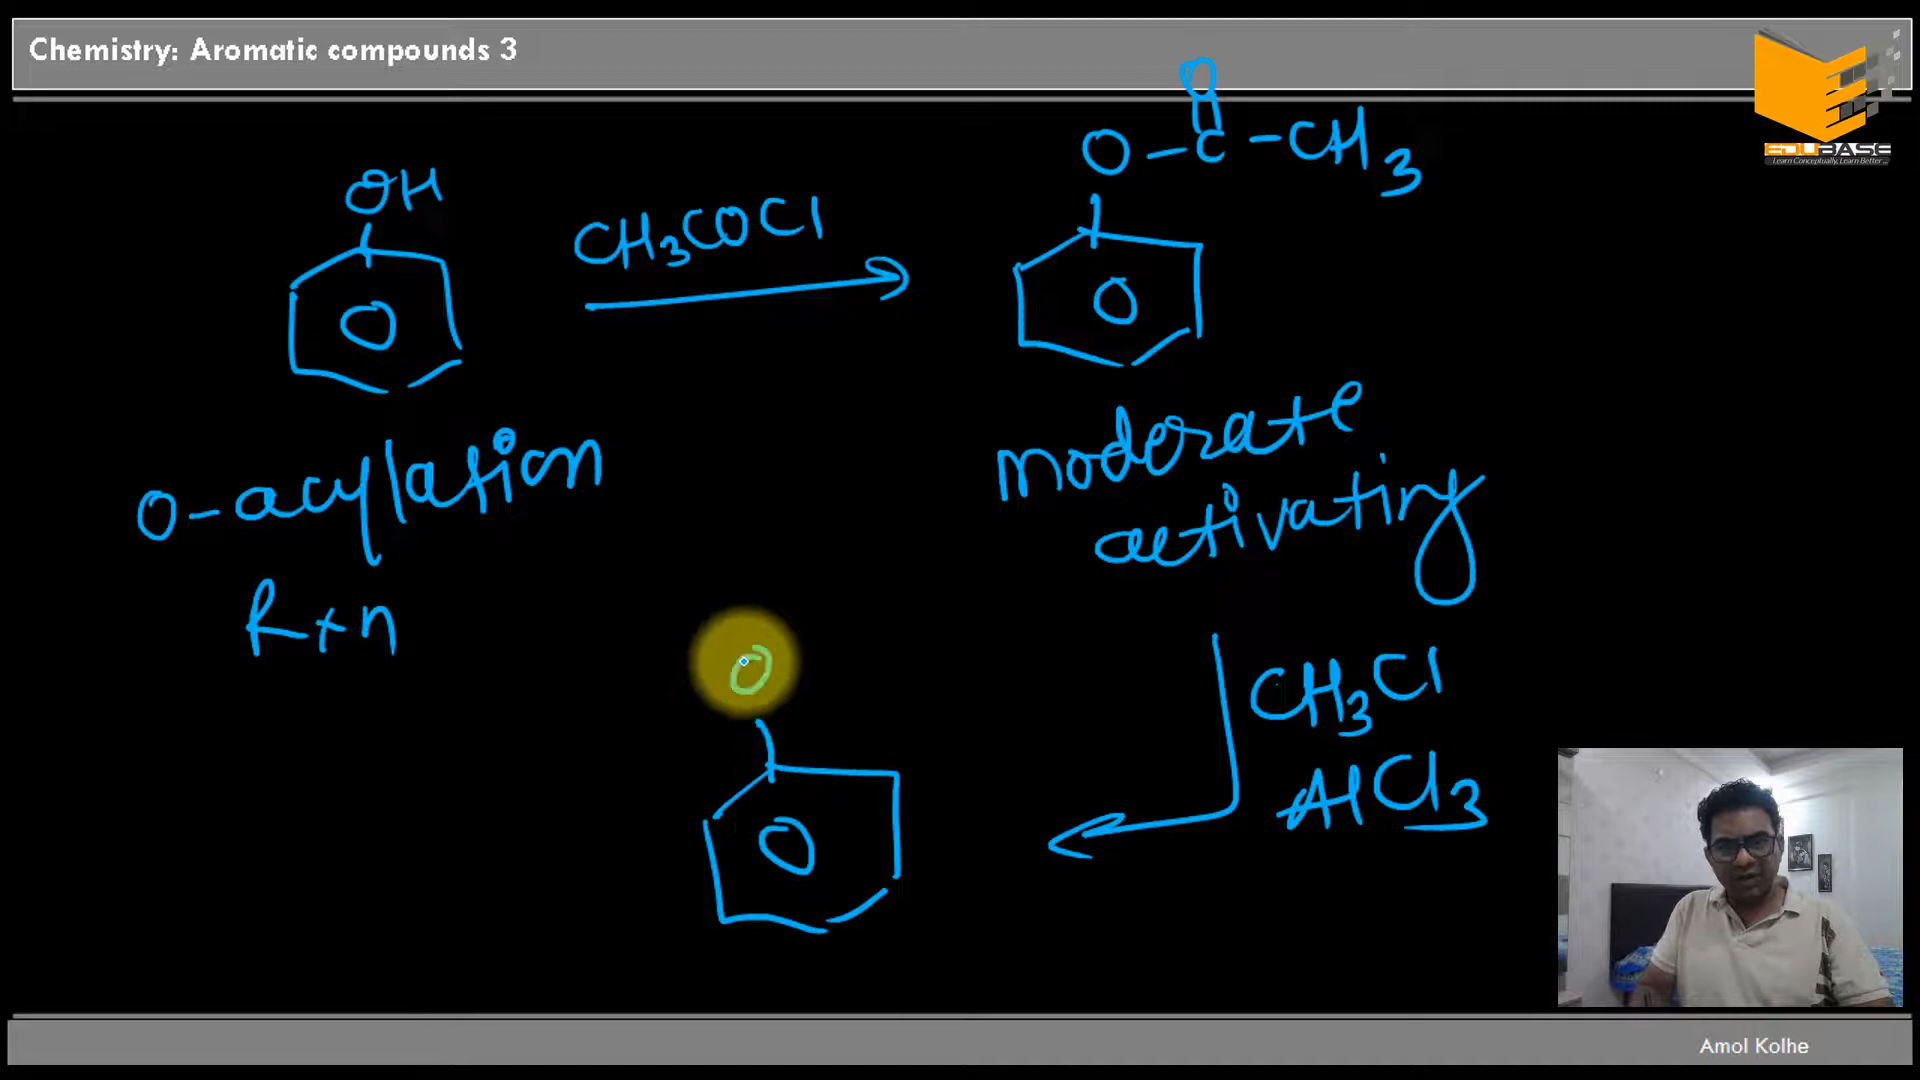 Chemistry: Aromatic compounds 3
EDUBASE
Learn Conceptually, Learn Better...
O
O-C-CH3
OH
CH3COCl
O
O
moderate
activating
O-acylation
Rxn
O
CH3Cl
AlCl3
O
Amol Kolhe